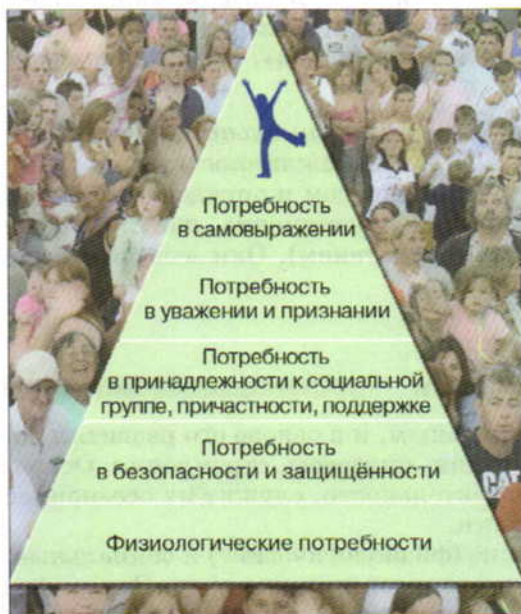 Потребность
в самовыражении
Потребность
в уважении и признании
Потребность
в принадлежности к социальной
группе, причастности, поддержке
Потребность
в безопасности и защищённости
Физиологические потребности
CAT